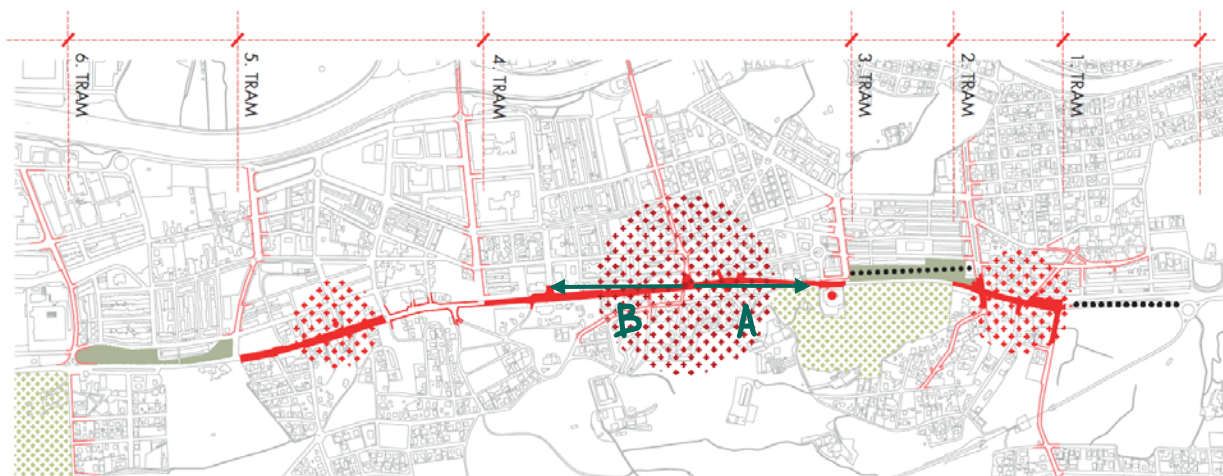 6. TRAM
5. TRAM
4. TRAM
3. TRAM
2. TRAM
1. TRAM
B
A